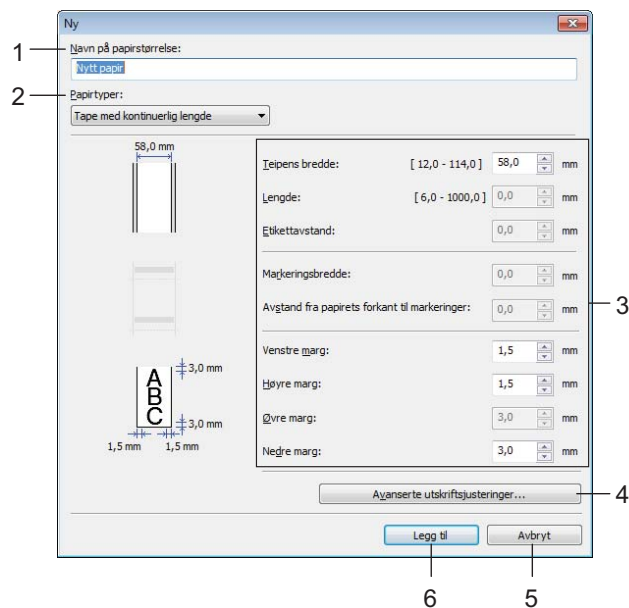 Ny
1 Navn på papirstørrelse:
Nytt papir
2 Papirtyper:
Tape med kontinuerlig lengde
58,0 mm
Teipens bredde: [ 12,0 - 114,0 ] 58,0 mm
Lengde: [ 6,0 - 1000,0 ] 0,0 mm
Etikettavstand: 0,0 mm
Markeringsbredde: 0,0 mm
Avstand fra papirets forkant til markeringer: 0,0 mm
3
Venstre marg: 1,5 mm
3,0 mm
Høyre marg: 1,5 mm
A
B
C
Øvre marg: 3,0 mm
3,0 mm
Nedre marg: 3,0 mm
1,5 mm 1,5 mm
Avanserte utskriftsjusteringer... 4
Legg til Avbryt
6 5